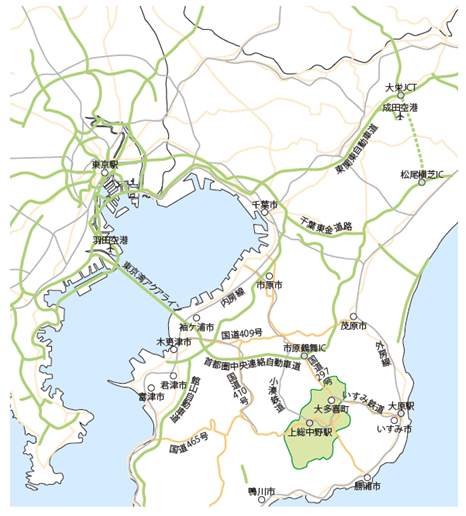 大栄JCT
成田空港
東関東自動車道
東京駅
松尾横芝IC
千葉市
千葉東金道路
羽田空港
東京湾アクアライン
内房線
市原市
袖ケ浦市
茂原市
国道409号
木更津市
市原鶴舞IC
外房線
首都圏中央連絡自動車道
国道297号
君津市
富津市
館山自動車道
国道410号
小湊鉄道
いすみ鉄道
大原駅
大多喜町
いすみ市
上総中野駅
国道465号
勝浦市
鴨川市